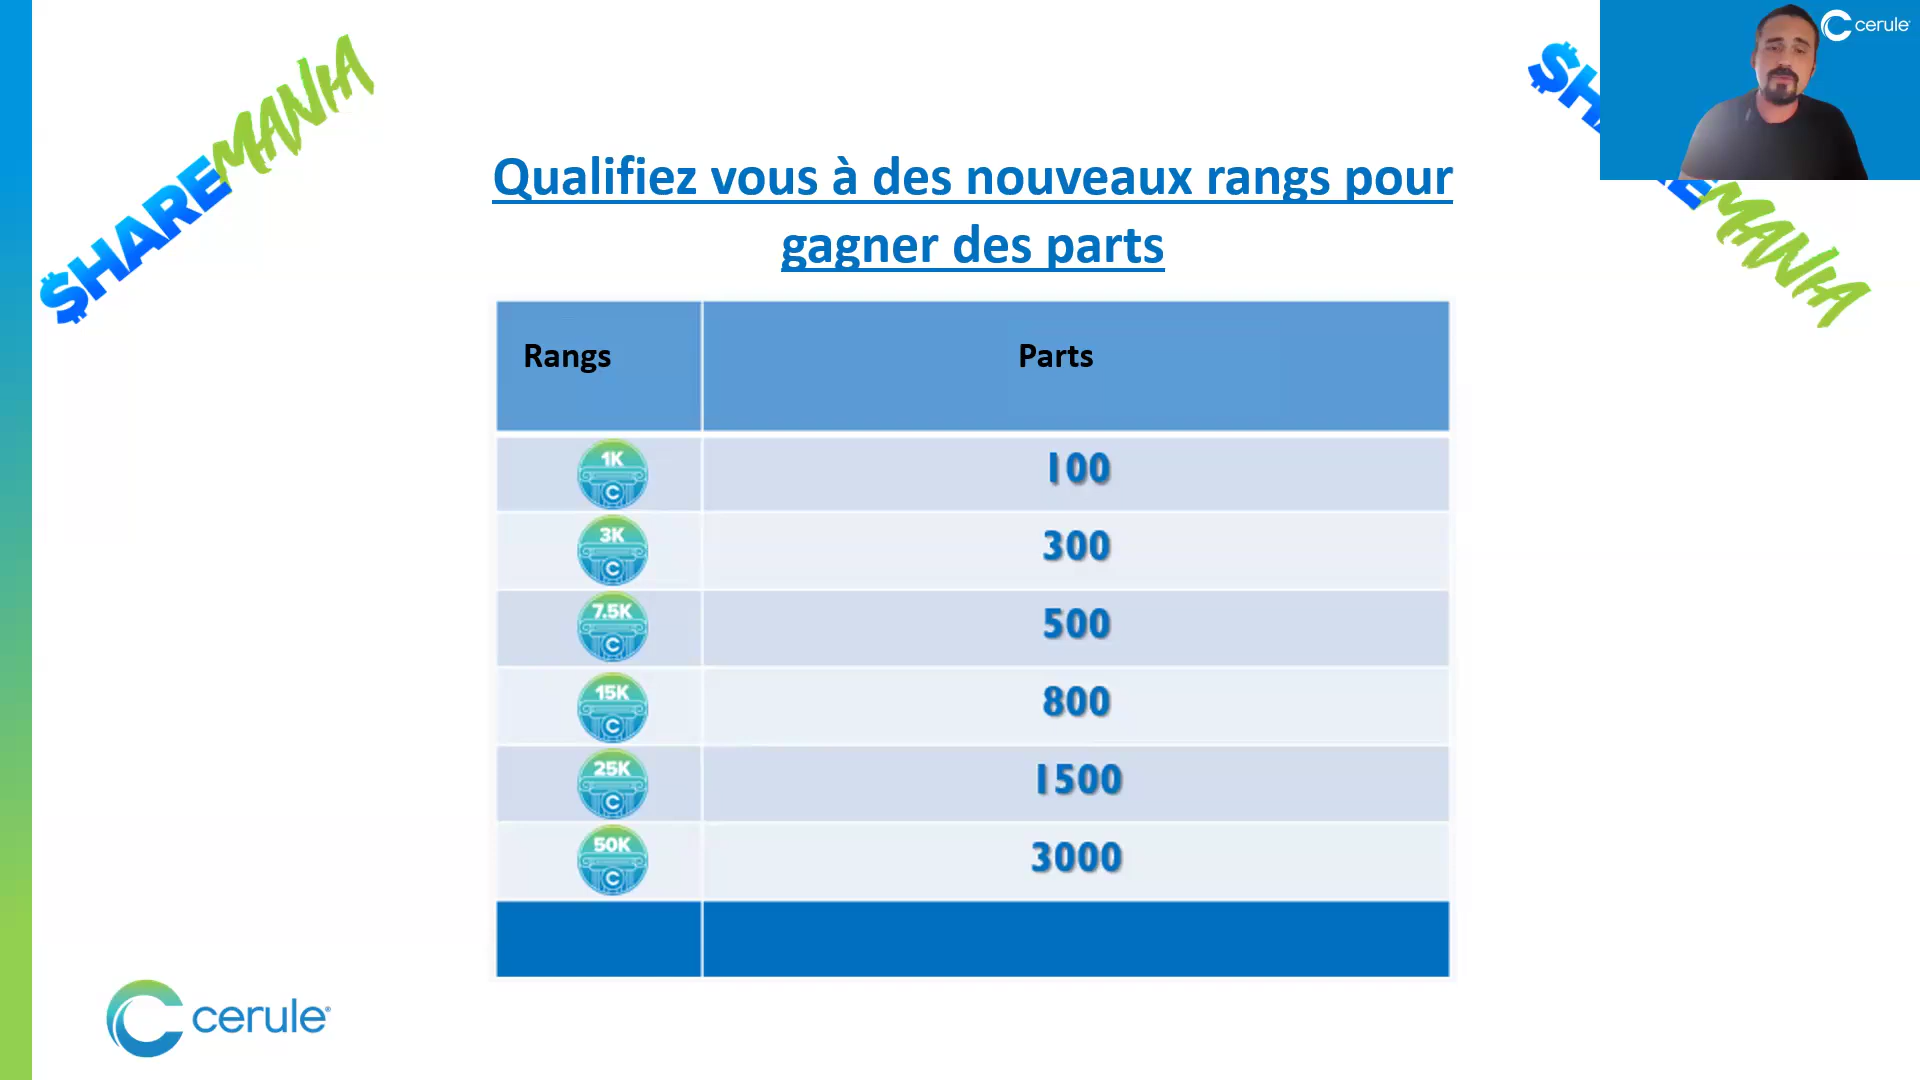 $HAREMANIA
cerule
Qualifiez vous à des nouveaux rangs pour
gagner des parts
Rangs Parts
1K 100
3K 300
7.5K 500
15K 800
25K 1500
50K 3000
cerule®